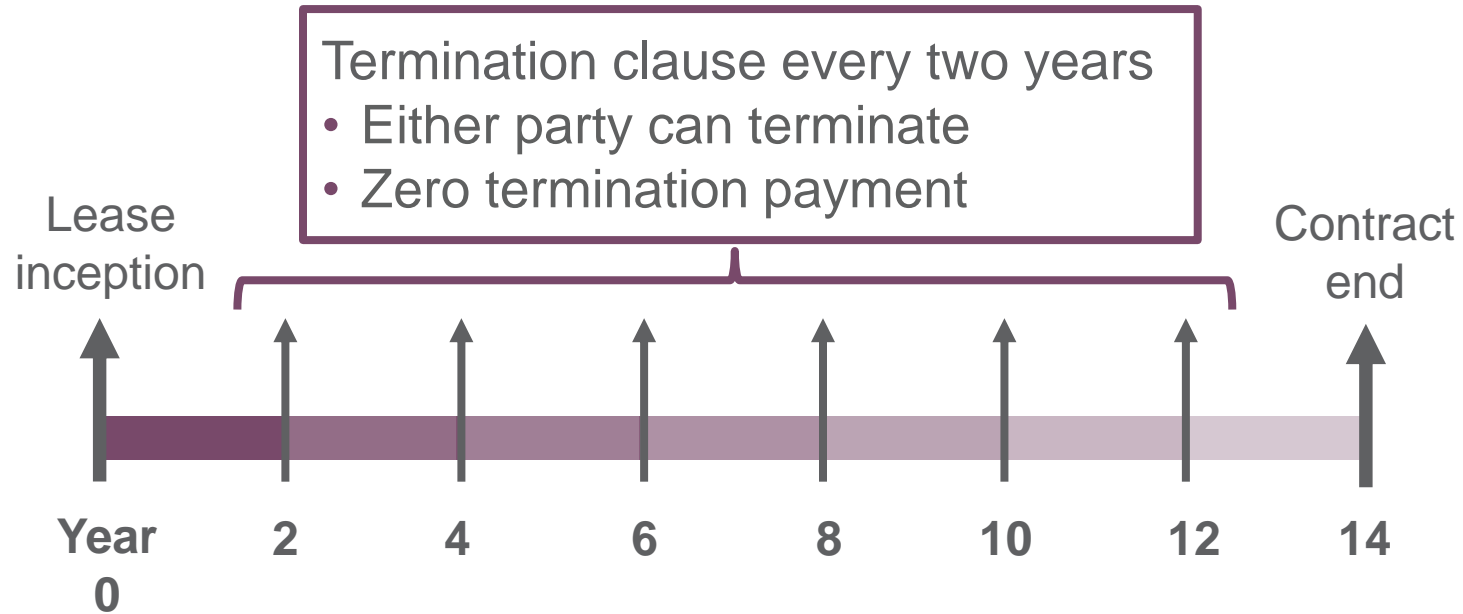 Termination clause every two years
• Either party can terminate
• Zero termination payment
Lease
inception
Contract
end
Year
0
2
4
6
8
10
12
14